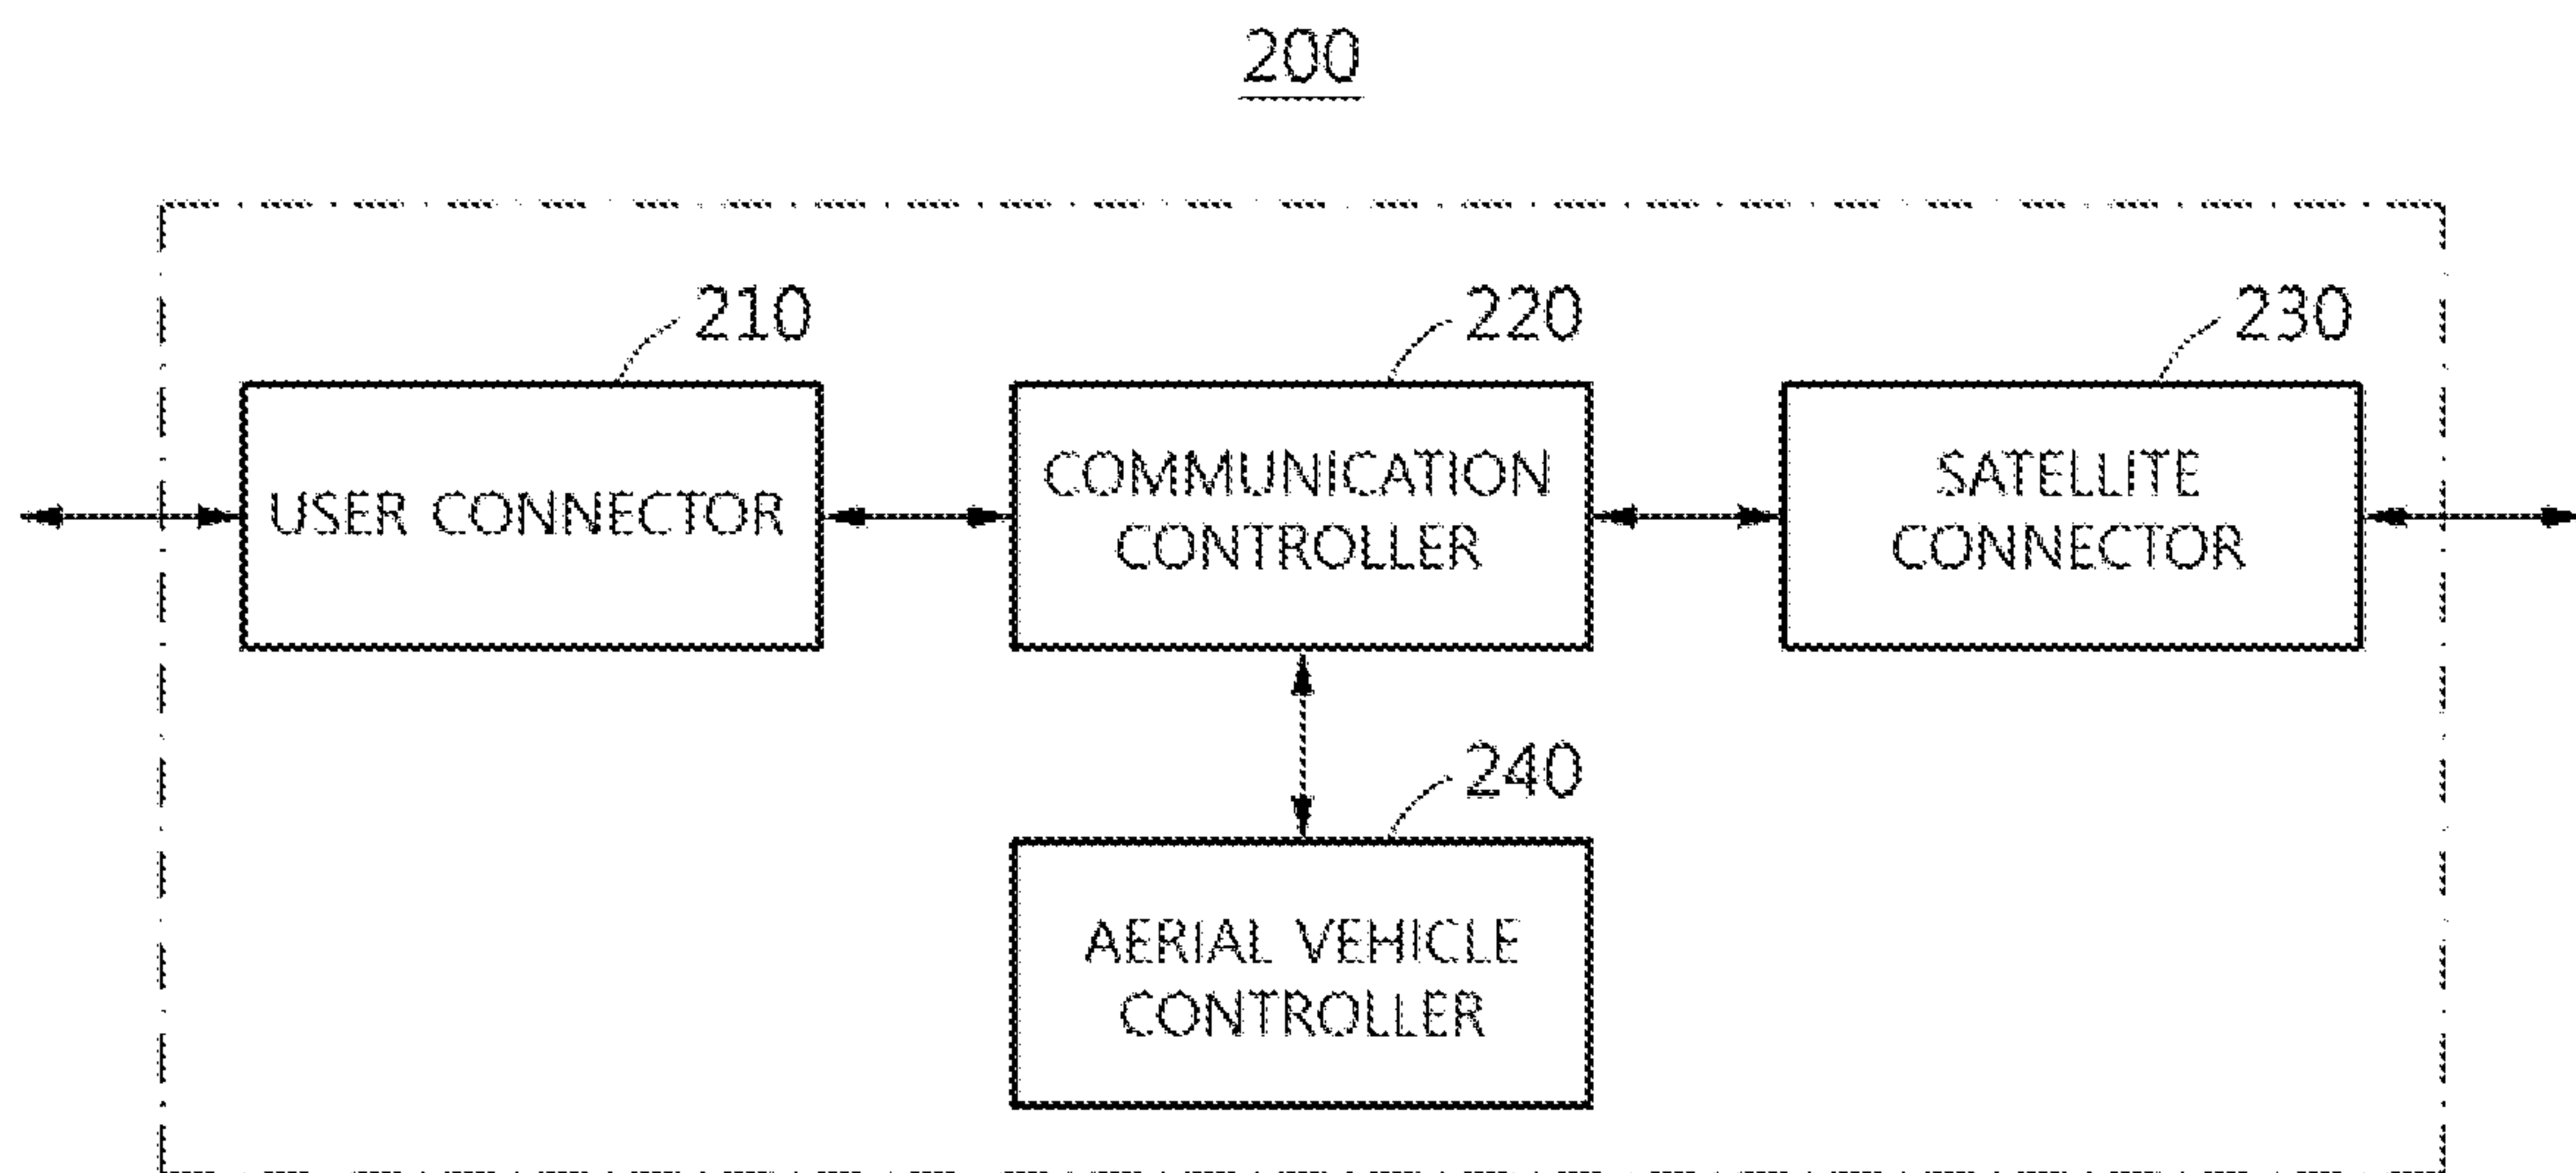 200
210
220
230
USER CONNECTOR
COMMUNICATION
CONTROLLER
SATELLITE
CONNECTOR
240
AERIAL VEHICLE
CONTROLLER